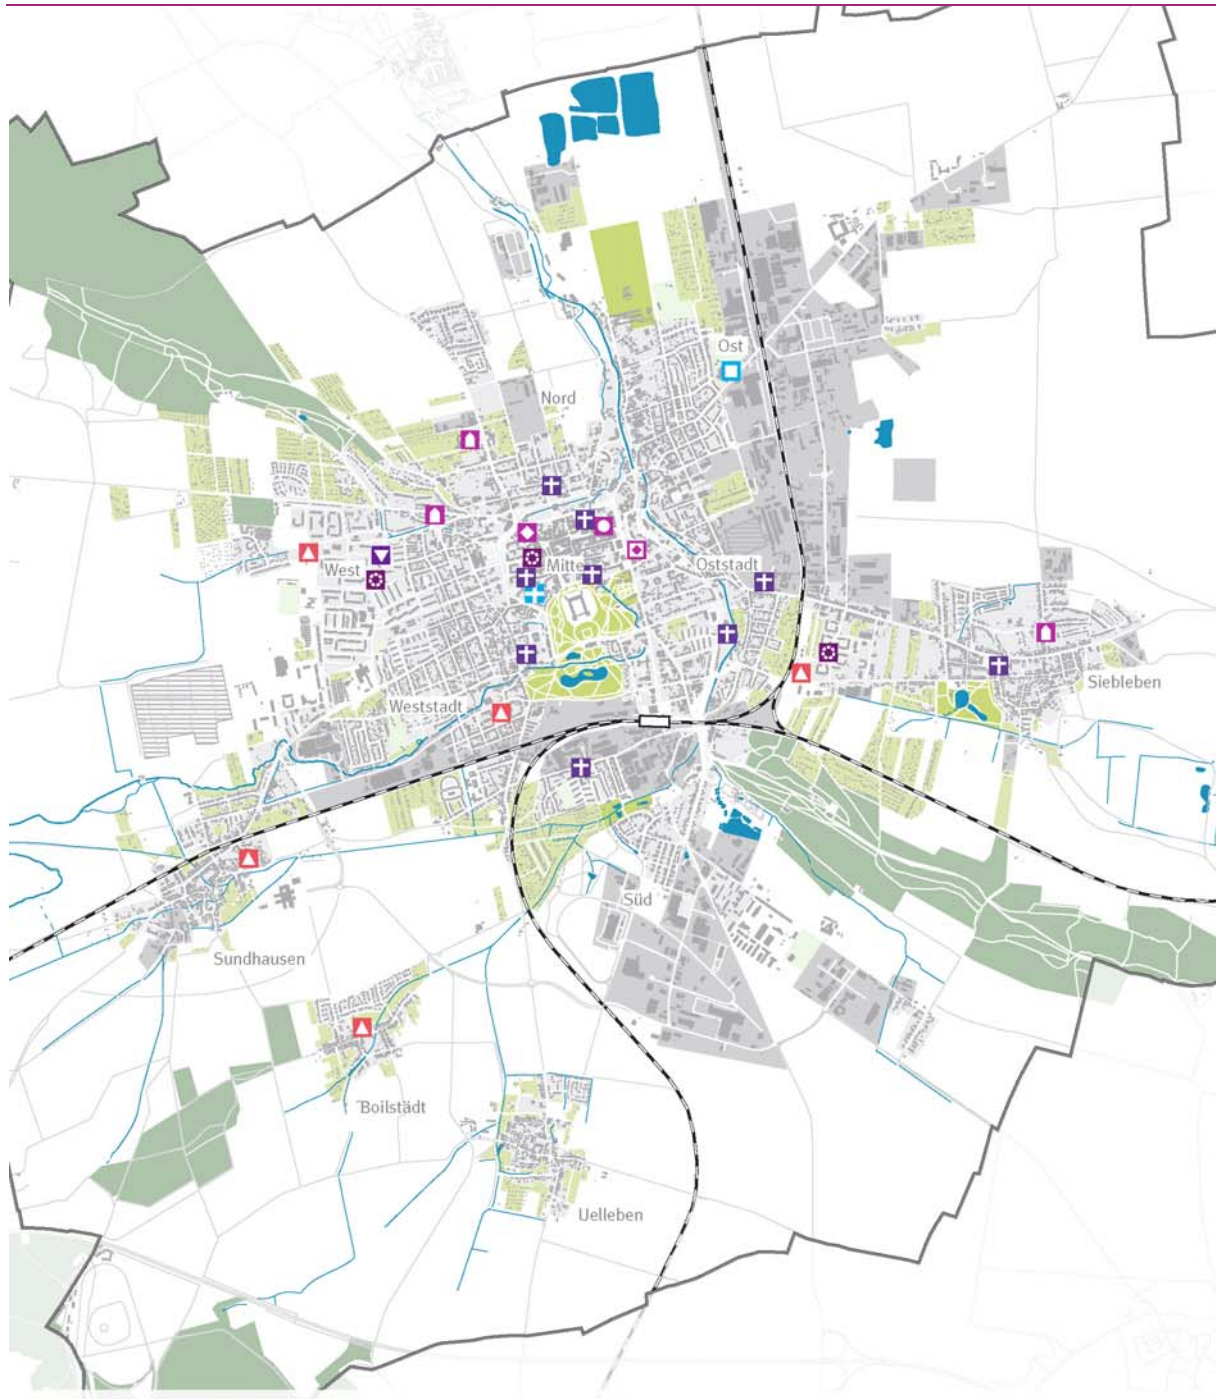 Ost
Nord
West
Mitte
Oststadt
Siebleben
Weststadt
Süd
Sundhausen
Boilstädt
Uelleben